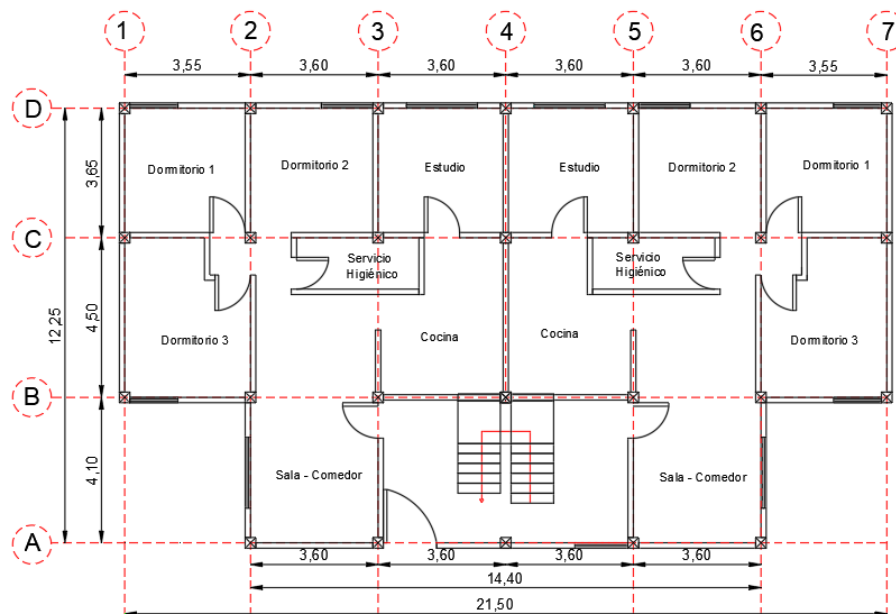 1 2 3 4 5 6 7
3,55 3,60 3,60 3,60 3,60 3,55
D
Dormitorio 1 Dormitorio 2 Estudio Estudio Dormitorio 2 Dormitorio 1
3,65
C
Servicio Higiénico Servicio Higiénico
4,50
12,25
Dormitorio 3 Cocina Cocina Dormitorio 3
B
4,10
Sala - Comedor Sala - Comedor
A
3,60 3,60 3,60 3,60
14,40
21,50